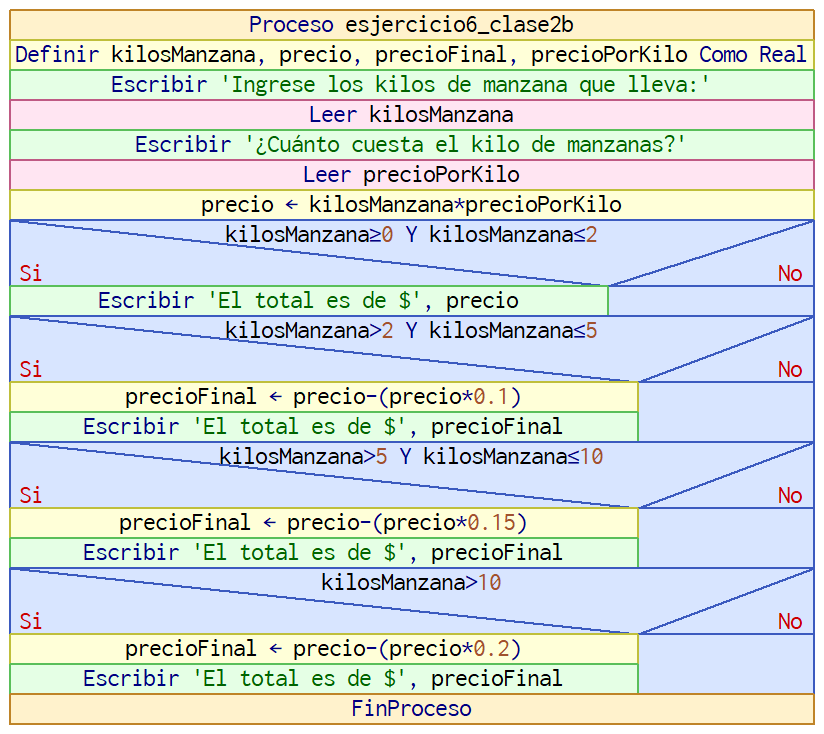 Proceso esjercicio6_clase2b
Definir kilosManzana, precio, precioFinal, precioPorKilo Como Real
Escribir 'Ingrese los kilos de manzana que lleva:'
Leer kilosManzana
Escribir '¿Cuánto cuesta el kilo de manzanas?'
Leer precioPorKilo
precio ← kilosManzana*precioPorKilo
kilosManzana≥0 Y kilosManzana≤2
Si No
Escribir 'El total es de $', precio
kilosManzana>2 Y kilosManzana≤5
Si No
precioFinal ← precio-(precio*0.1)
Escribir 'El total es de $', precioFinal
kilosManzana>5 Y kilosManzana≤10
Si No
precioFinal ← precio-(precio*0.15)
Escribir 'El total es de $', precioFinal
kilosManzana>10
Si No
precioFinal ← precio-(precio*0.2)
Escribir 'El total es de $', precioFinal
FinProceso